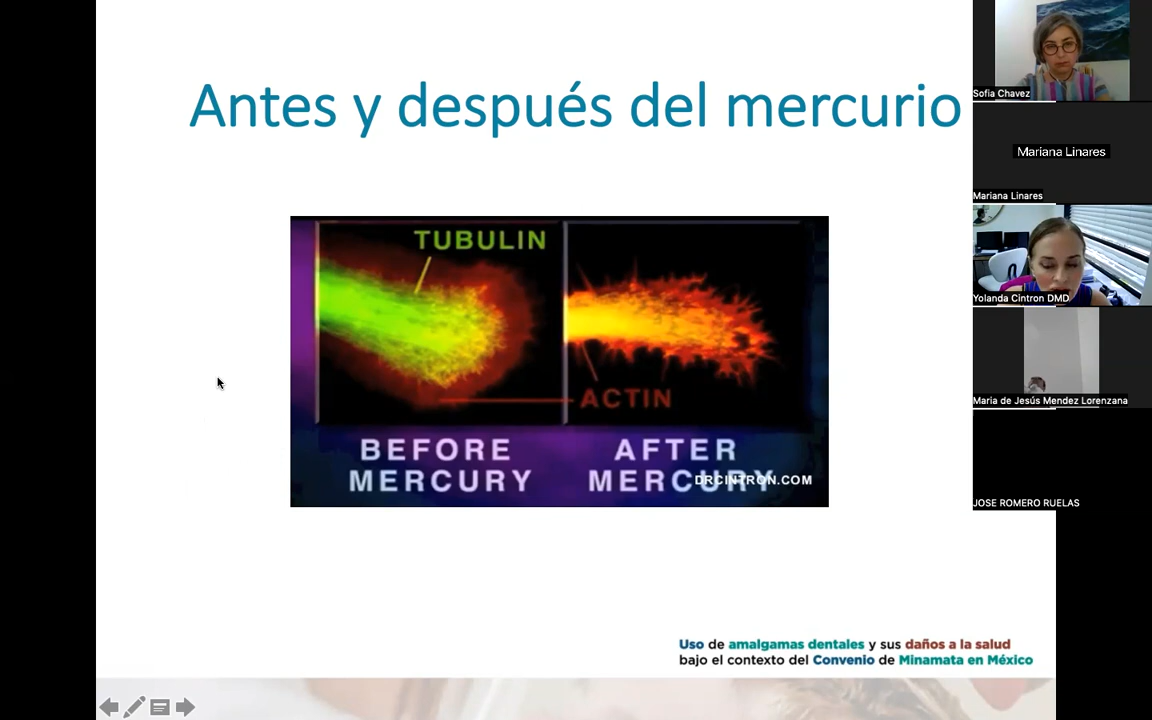 Antes y después del mercurio
TUBULIN
ACTIN
BEFORE
MERCURY
AFTER
MERCURY
DRCINTRON.COM
Uso de amalgamas dentales y sus daños a la salud
bajo el contexto del Convenio de Minamata en México
Sofia Chavez
Mariana Linares
Mariana Linares
Yolanda Cintron DMD
Maria de Jesús Mendez Lorenzana
JOSE ROMERO RUELAS